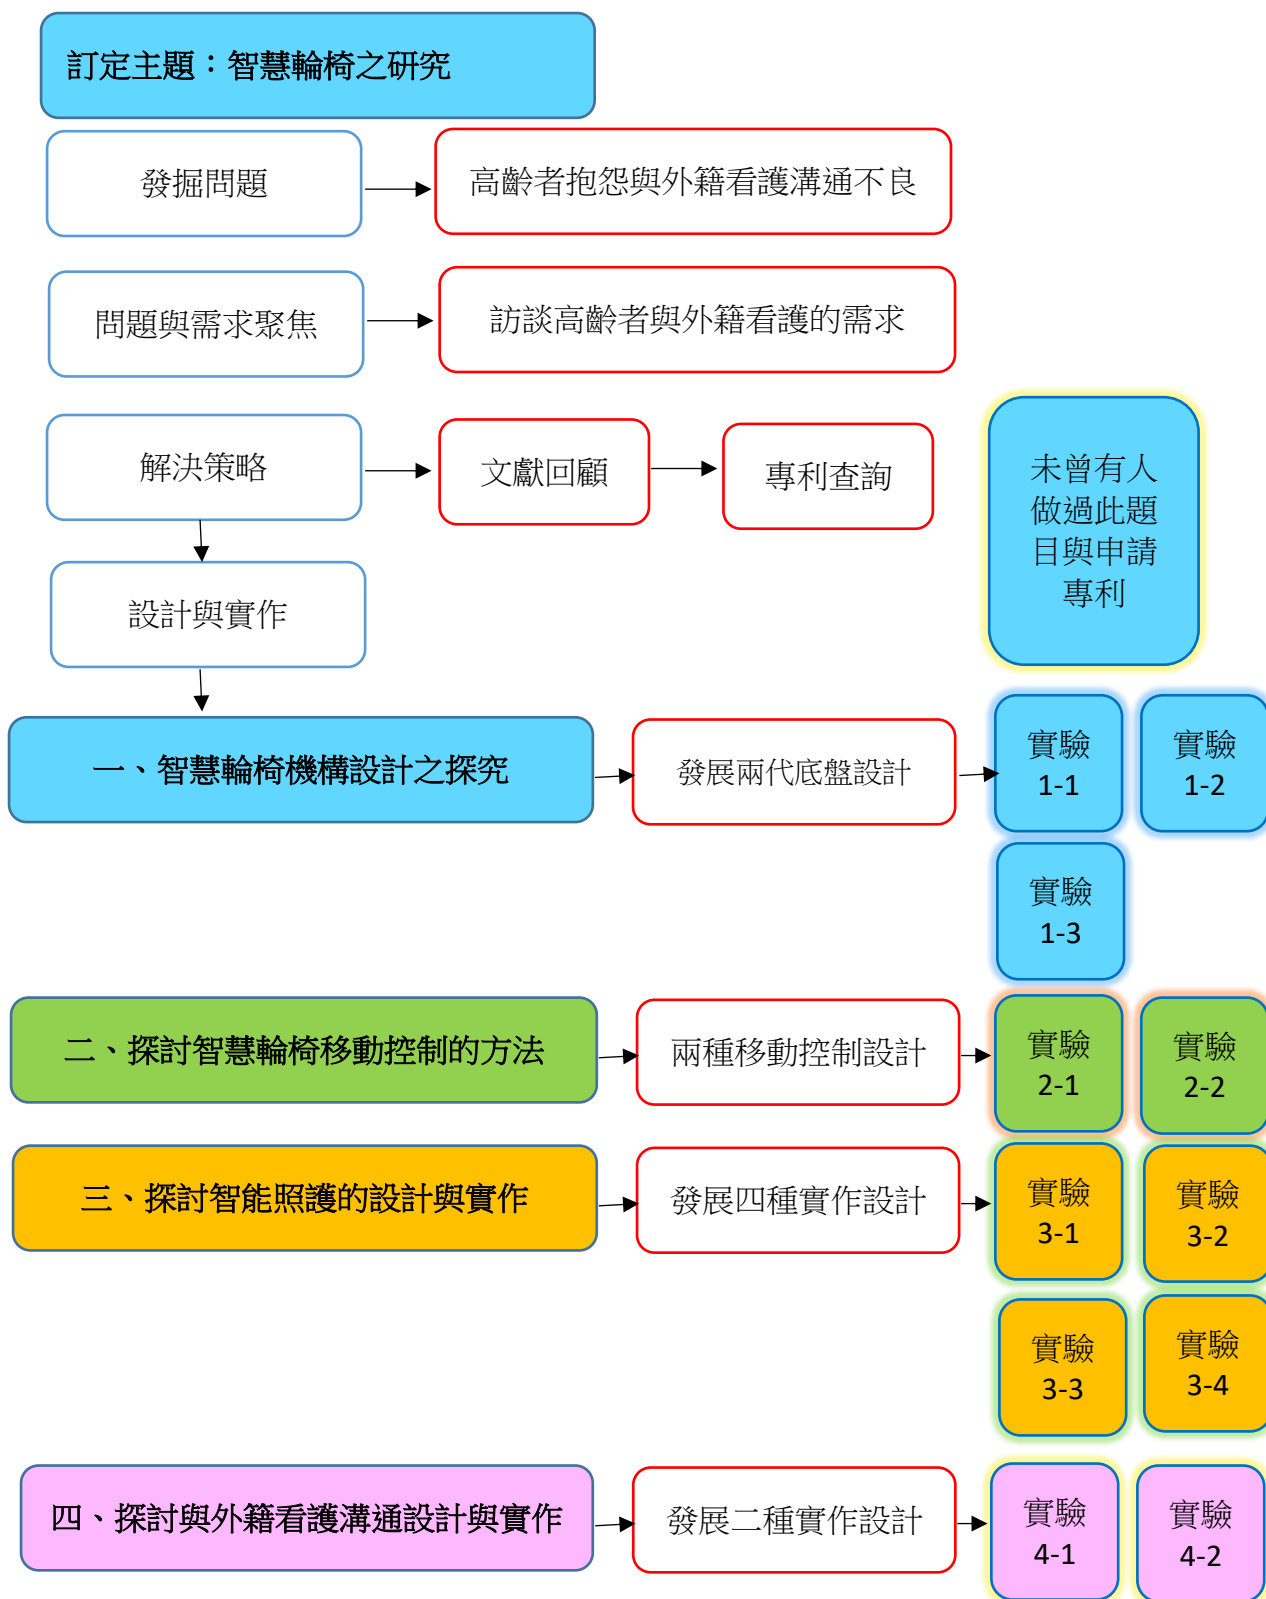 訂定主題：智慧輪椅之研究
發掘問題
高齡者抱怨與外籍看護溝通不良
問題與需求聚焦
訪談高齡者與外籍看護的需求
解決策略
文獻回顧
專利查詢
未曾有人
做過此題
目與申請
專利
設計與實作
一、智慧輪椅機構設計之探究
發展兩代底盤設計
實驗
1-1
實驗
1-2
實驗
1-3
二、探討智慧輪椅移動控制的方法
兩種移動控制設計
實驗
2-1
實驗
2-2
三、探討智能照護的設計與實作
發展四種實作設計
實驗
3-1
實驗
3-2
實驗
3-3
實驗
3-4
四、探討與外籍看護溝通設計與實作
發展二種實作設計
實驗
4-1
實驗
4-2